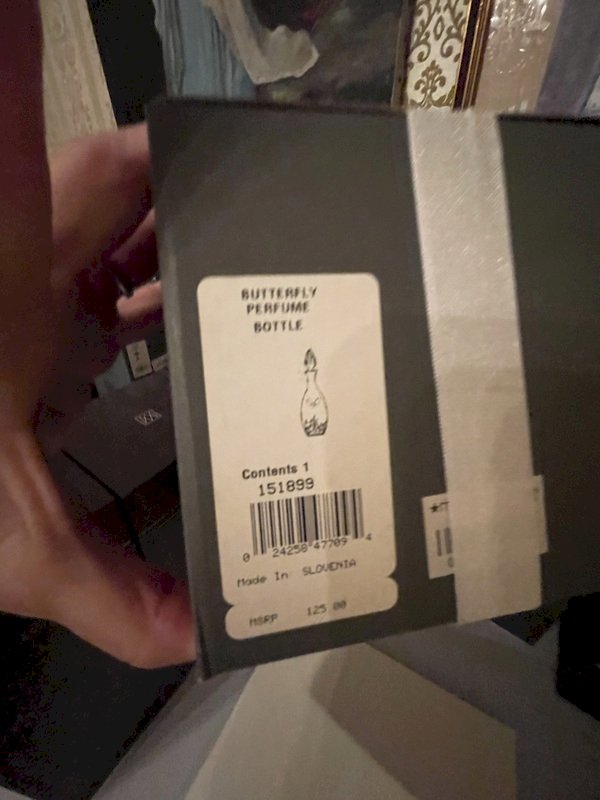 BUTTERFLY
PERFUME
BOTTLE
Contents 1
151899
0 24258 47709 4
Made In: SLOVENIA
MSRP 125.00